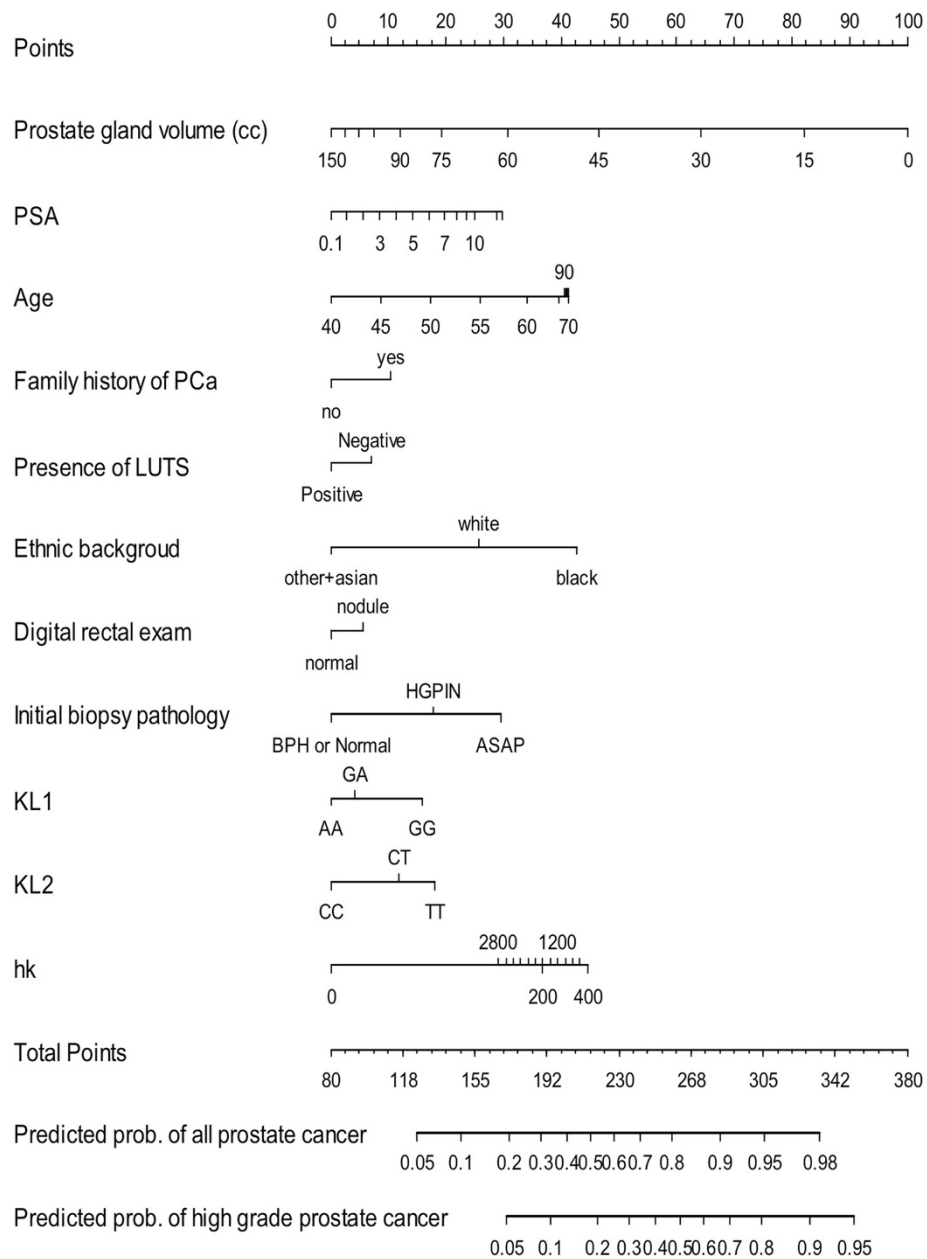 0 10 20 30 40 50 60 70 80 90 100
Points
Prostate gland volume (cc)
150 90 75 60 45 30 15 0
PSA
0.1 3 5 7 10
90
Age
40 45 50 55 60 70
yes
Family history of PCa
no
Negative
Presence of LUTS
Positive
white
Ethnic backgroud
other+asian black
nodule
Digital rectal exam
normal
HGPIN
Initial biopsy pathology
BPH or Normal ASAP
GA
KL1
AA GG
CT
KL2
CC TT
2800 1200
hk
0 200 400
Total Points
80 118 155 192 230 268 305 342 380
Predicted prob. of all prostate cancer
0.05 0.1 0.2 0.30 0.4 0.5 0.6 0.7 0.8 0.9 0.95 0.98
Predicted prob. of high grade prostate cancer
0.05 0.1 0.2 0.30 0.40 0.50 0.6 0.7 0.8 0.9 0.95